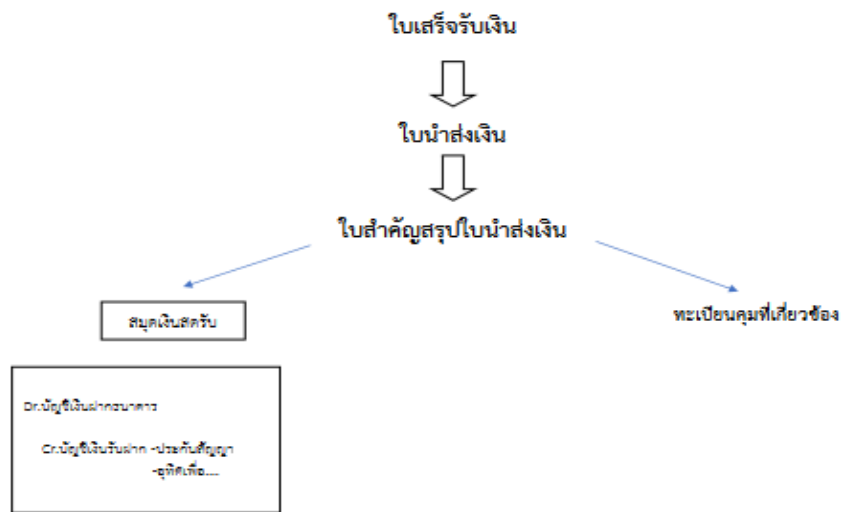 ใบเสร็จรับเงิน
ใบนำส่งเงิน
ใบสำคัญสรุปใบนำส่งเงิน
สมุดเงินสดรับ
ทะเบียนคุมที่เกี่ยวข้อง
Dr.บัญชีเงินฝากธนาคาร
Cr.บัญชีเงินรับฝาก -ประกันสัญญา
-อุทิศเพื่อ....